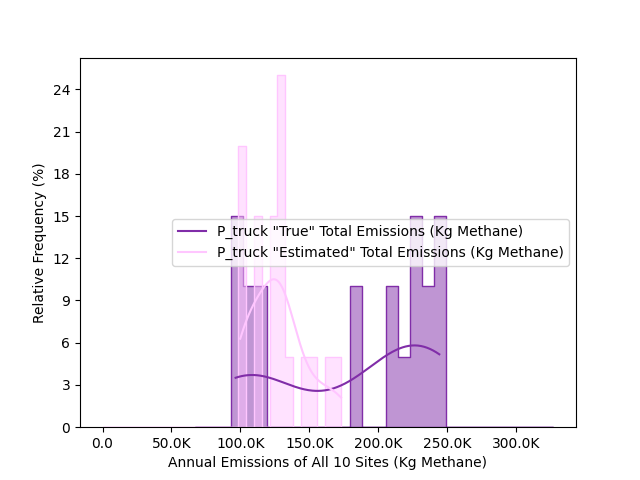 24
21
18
15
12
9
6
3
0
Relative Frequency (%)
P_truck "True" Total Emissions (Kg Methane)
P_truck "Estimated" Total Emissions (Kg Methane)
0.0 50.0K 100.0K 150.0K 200.0K 250.0K 300.0K
Annual Emissions of All 10 Sites (Kg Methane)